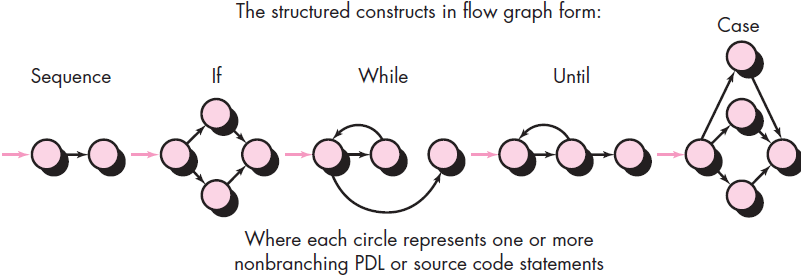 The structured constructs in flow graph form:
Case
Sequence
If
While
Until
Where each circle represents one or more
nonbranching PDL or source code statements